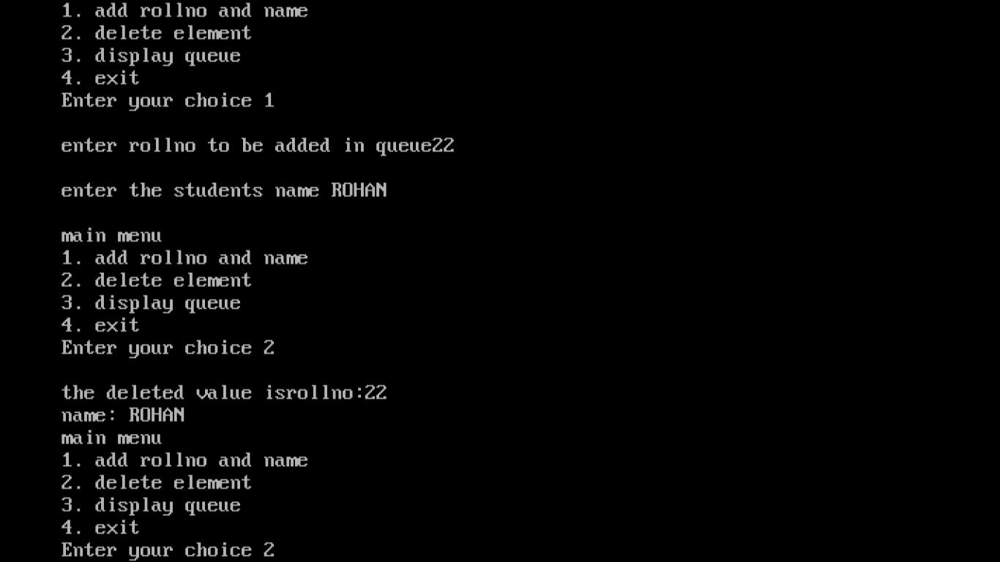 1. add rollno and name
2. delete element
3. display queue
4. exit
Enter your choice 1
enter rollno to be added in queue22
enter the students name ROHAN
main menu
1. add rollno and name
2. delete element
3. display queue
4. exit
Enter your choice 2
the deleted value isrollno:22
name: ROHAN
main menu
1. add rollno and name
2. delete element
3. display queue
4. exit
Enter your choice 2